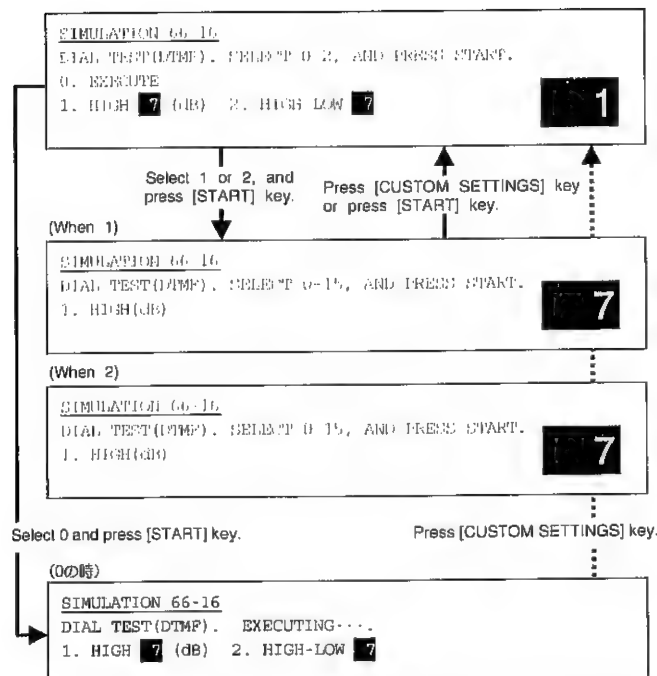 SIMULATION 66-16
DIAL TEST(DTMF). SELECT 0-2, AND PRESS START.
0. EXECUTE
1. HIGH 7 (dB) 2. HIGH-LOW 7
1
Select 1 or 2, and
press [START] key.
Press [CUSTOM SETTINGS] key
or press [START] key.
(When 1)
SIMULATION 66-16
DIAL TEST(DTMF). SELECT 0-15, AND PRESS START.
1. HIGH(dB)
7
(When 2)
SIMULATION 66-16
DIAL TEST(DTMF). SELECT 0-15, AND PRESS START.
1. HIGH(dB)
7
Select 0 and press [START] key.
Press [CUSTOM SETTINGS] key.
(0の時)
SIMULATION 66-16
DIAL TEST(DTMF). EXECUTING····.
1. HIGH 7 (dB) 2. HIGH-LOW 7